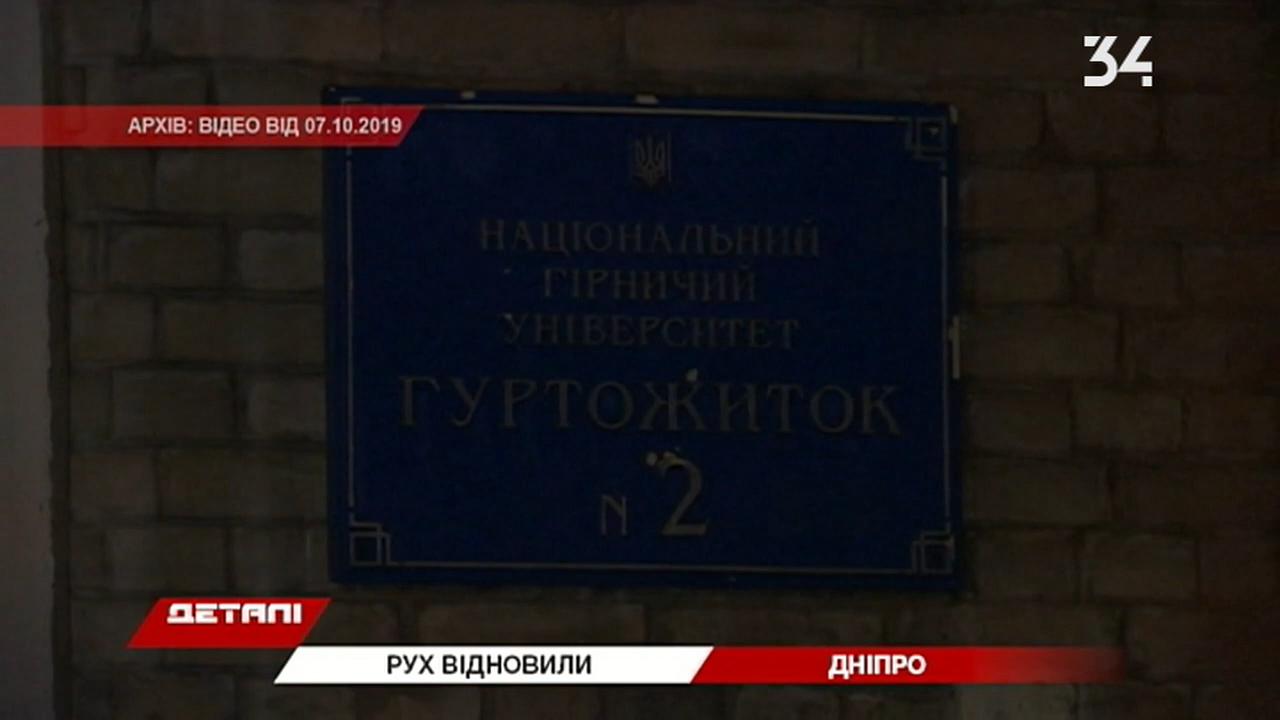 34
АРХІВ: ВІДЕО ВІД 07.10.2019
НАЦІОНАЛЬНИЙ
ГІРНИЧИЙ
УНІВЕРСИТЕТ
ГУРТОЖИТОК
N 2
ДЕТАЛІ
РУХ ВІДНОВИЛИ
ДНІПРО